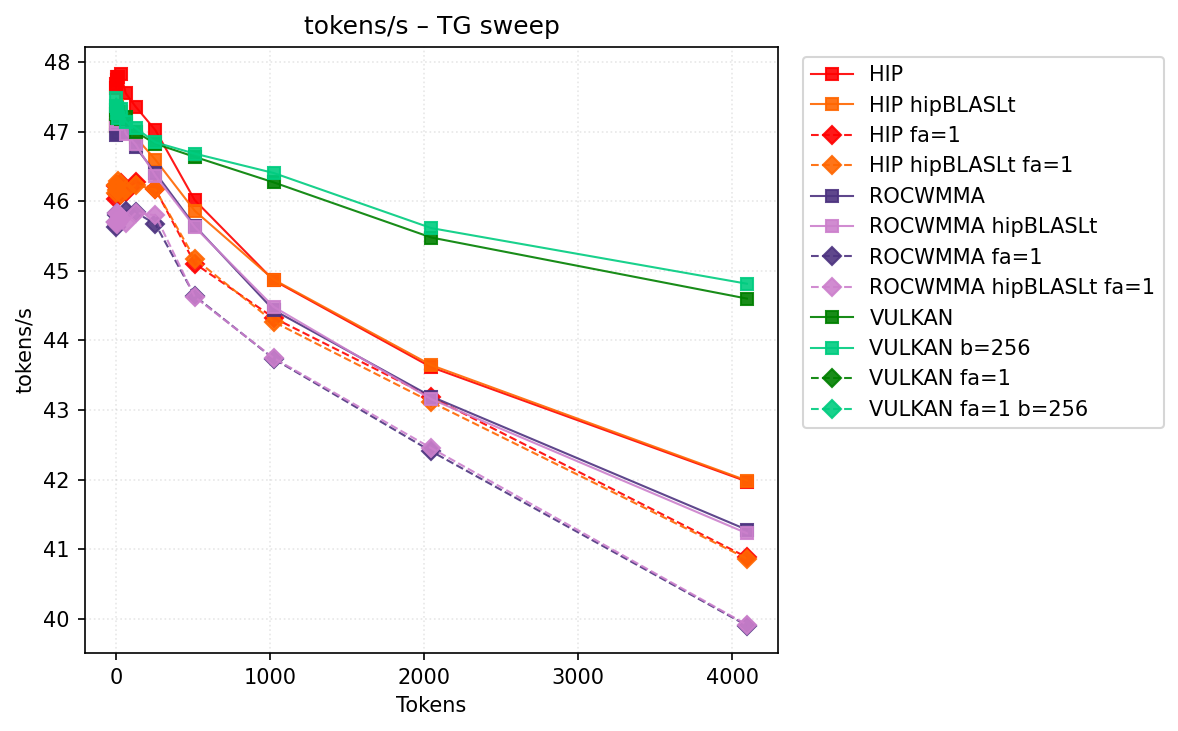 tokens/s – TG sweep
48
47
46
45
44
43
42
41
40
tokens/s
0 1000 2000 3000 4000
Tokens
HIP
HIP hipBLASLt
HIP fa=1
HIP hipBLASLt fa=1
ROCWMMA
ROCWMMA hipBLASLt
ROCWMMA fa=1
ROCWMMA hipBLASLt fa=1
VULKAN
VULKAN b=256
VULKAN fa=1
VULKAN fa=1 b=256